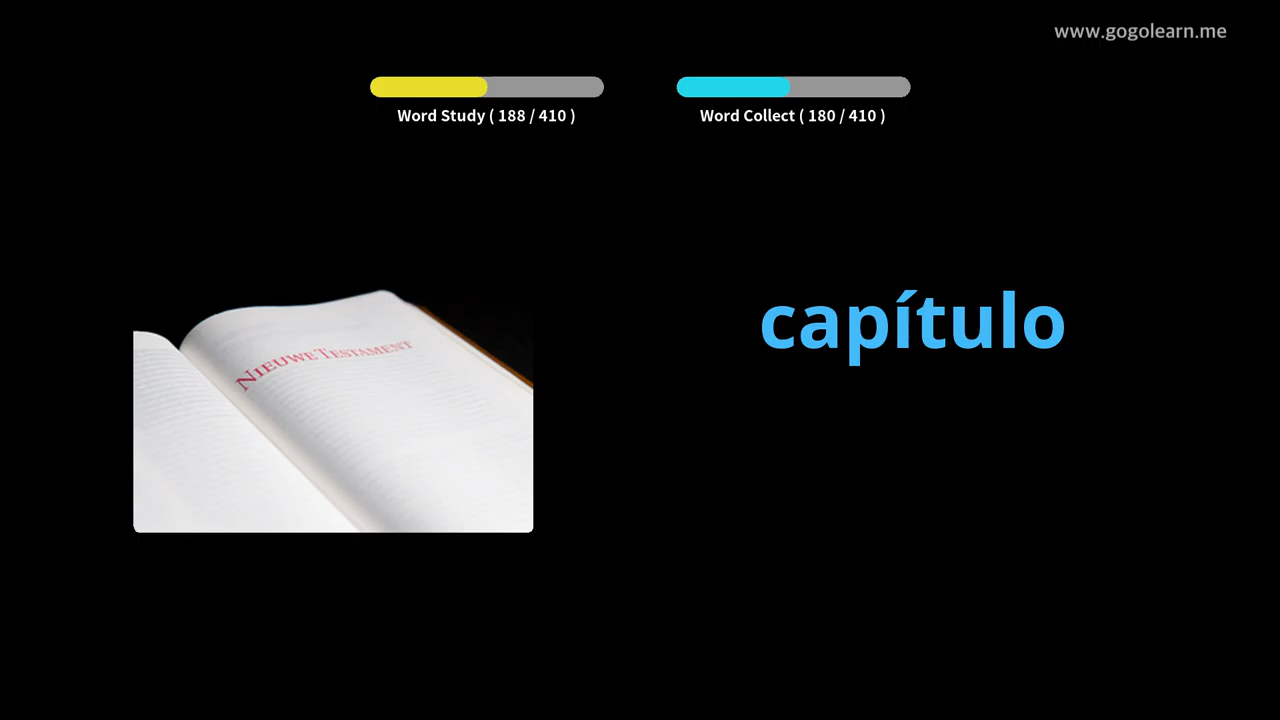 www.gogolearn.me
Word Study ( 188 / 410 )
Word Collect ( 180 / 410 )
capítulo
NIEUWE TESTAMENT